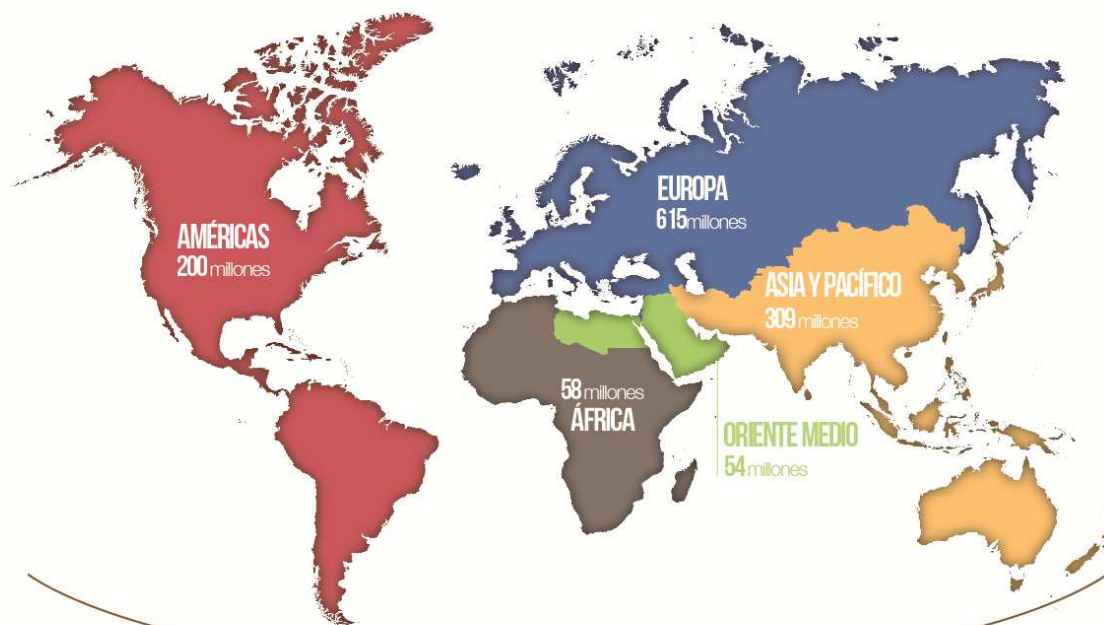 AMÉRICAS
200 millones
EUROPA
615 millones
ASIA Y PACÍFICO
309 millones
58 millones
ÁFRICA
ORIENTE MEDIO
54 millones